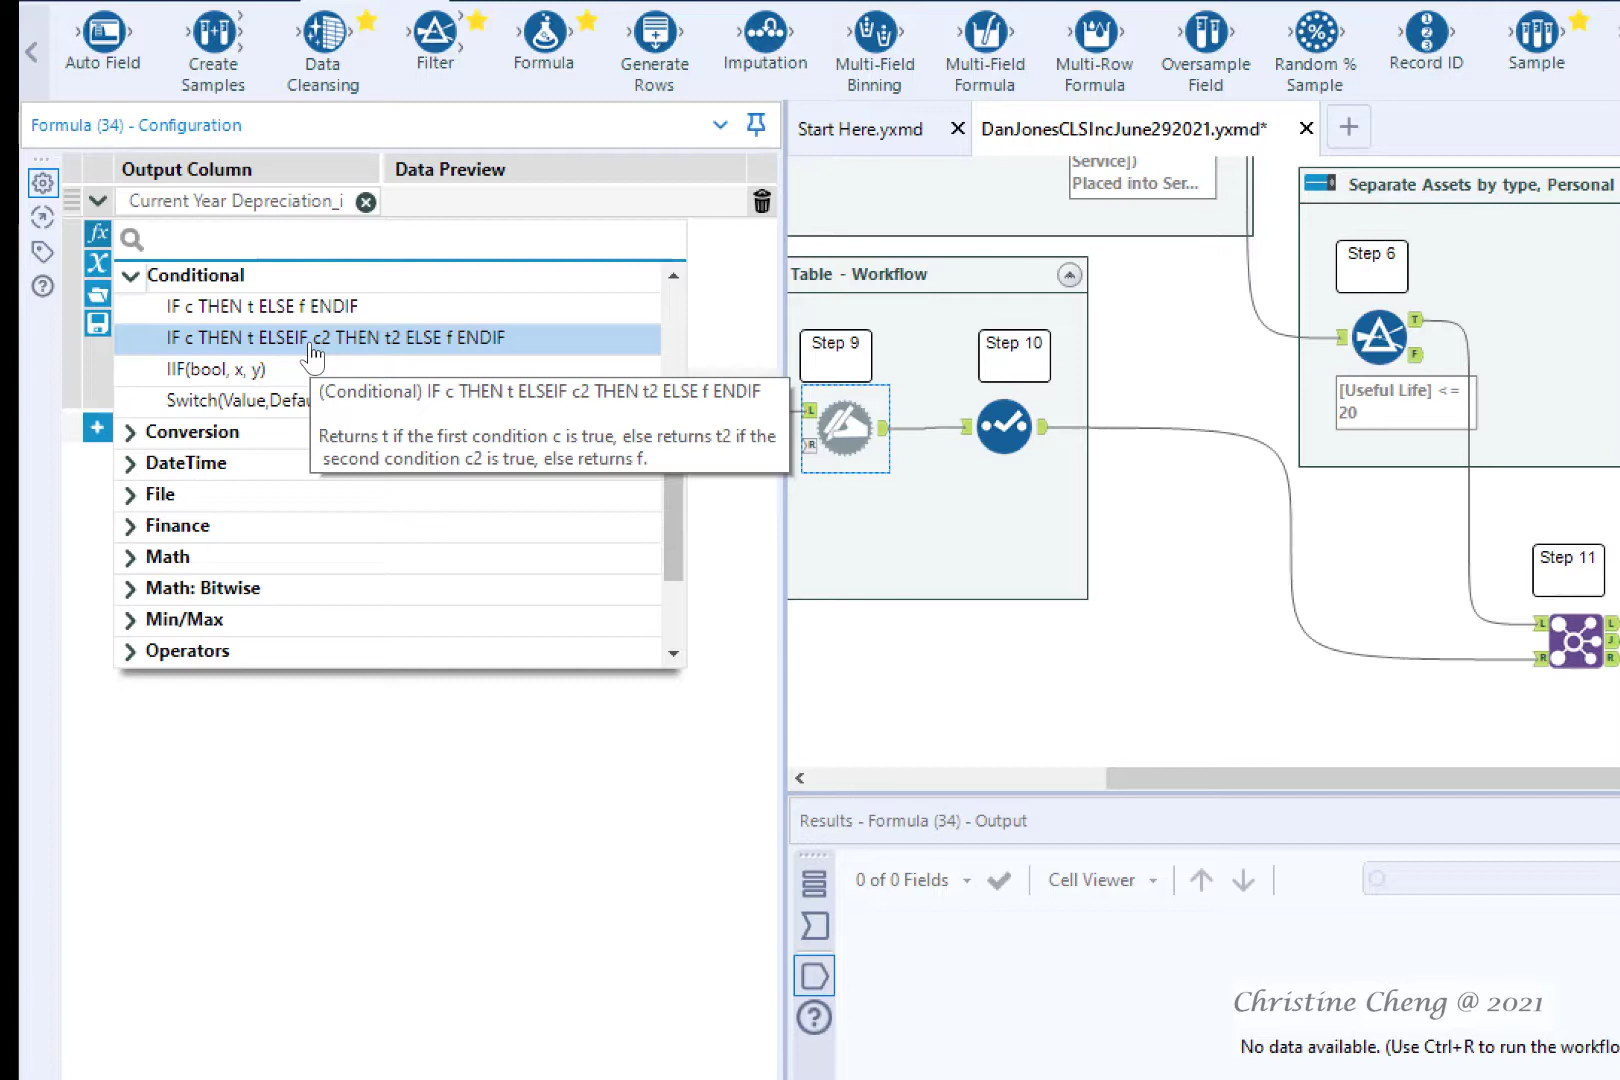 Auto Field
Create
Samples
Data
Cleansing
Filter
Formula
Generate
Rows
Imputation
Multi-Field
Binning
Multi-Field
Formula
Multi-Row
Formula
Oversample
Field
Random %
Sample
Record ID
Sample
Formula (34) - Configuration
Start Here.yxmd
DanJonesCLSIncJune292021.yxmd*
Output Column
Data Preview
Current Year Depreciation_i
Conditional
IF c THEN t ELSE f ENDIF
IF c THEN t ELSEIF c2 THEN t2 ELSE f ENDIF
IIF(bool, x, y)
Switch(Value,Defau
(Conditional) IF c THEN t ELSEIF c2 THEN t2 ELSE f ENDIF
Returns t if the first condition c is true, else returns t2 if the
second condition c2 is true, else returns f.
Conversion
DateTime
File
Finance
Math
Math: Bitwise
Min/Max
Operators
Service])
Placed into Ser...
Separate Assets by type, Personal
Table - Workflow
Step 6
T
F
[Useful Life] <=
20
Step 9
Step 10
L
R
Step 11
L
R
L
J
R
Results - Formula (34) - Output
0 of 0 Fields
Cell Viewer
Christine Cheng @ 2021
No data available. (Use Ctrl+R to run the workflo